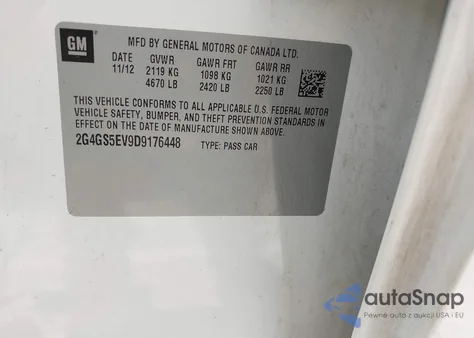 GM
MFD BY GENERAL MOTORS OF CANADA LTD.
DATE GVWR GAWR FRT GAWR RR
11/12 2119 KG 1098 KG 1021 KG
4670 LB 2420 LB 2250 LB
THIS VEHICLE CONFORMS TO ALL APPLICABLE U.S. FEDERAL MOTOR
VEHICLE SAFETY, BUMPER, AND THEFT PREVENTION STANDARDS
IN EFFECT ON THE DATE OF MANUFACTURE SHOWN ABOVE.
2G4GS5EV9D9176448 TYPE: PASS CAR
autoSnap
Pewne auta z aukcji USA i EU